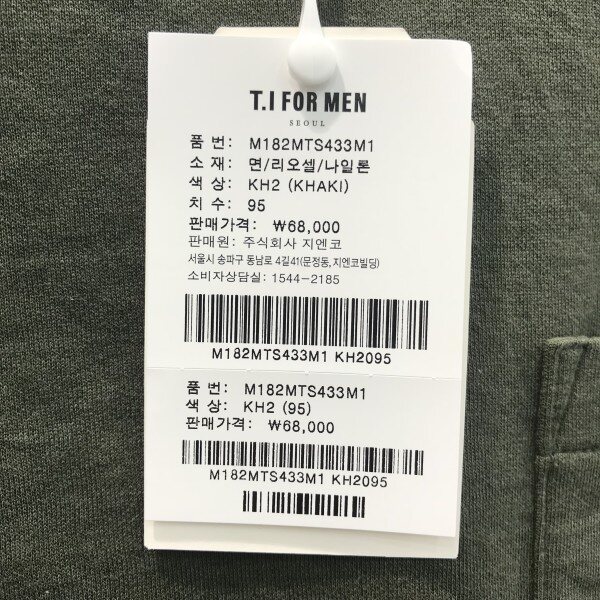 T.I FOR MEN
SEOUL
품 번: M182MTS433M1
소 재: 면/리오셀/나일론
색 상: KH2 (KHAKI)
치 수: 95
판매가격: ₩68,000
판매원: 주식회사 지엔코
서울시 송파구 동남로 4길41(문정동,지엔코빌딩)
소비자상담실: 1544-2185
M182MTS433M1 KH2095
품 번: M182MTS433M1
색 상: KH2 (95)
판매가격: ₩68,000
M182MTS433M1 KH2095